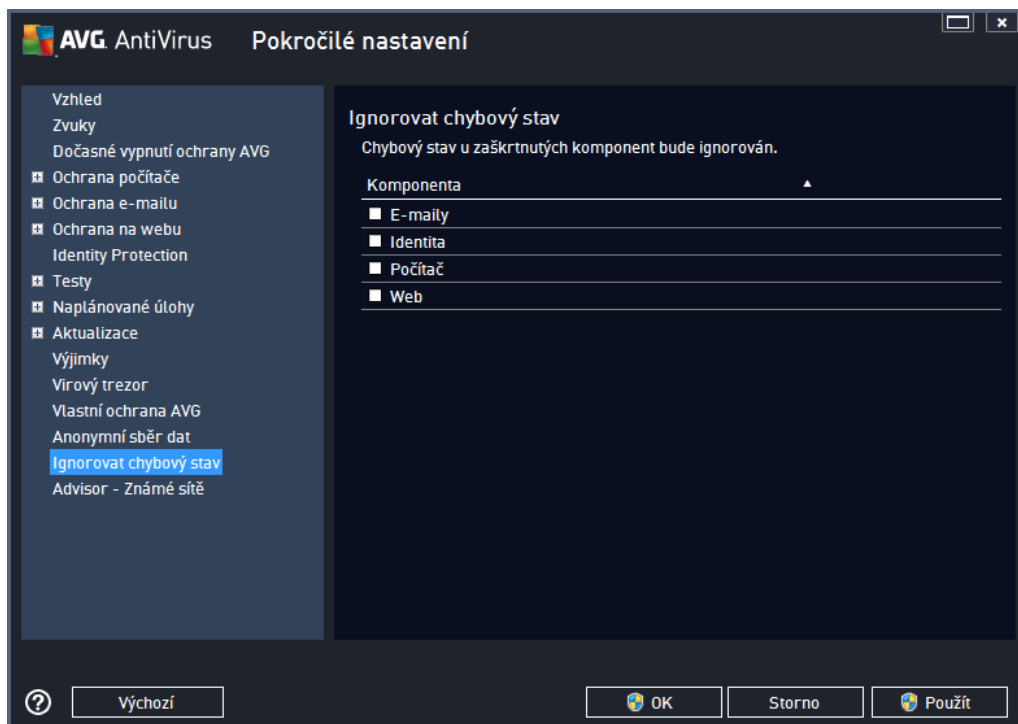 AVG AntiVirus Pokročilé nastavení
Vzhled
Zvuky
Dočasné vypnutí ochrany AVG
Ochrana počítače
Ochrana e-mailu
Ochrana na webu
Identity Protection
Testy
Naplánované úlohy
Aktualizace
Výjimky
Virový trezor
Vlastní ochrana AVG
Anonymní sběr dat
Ignorovat chybový stav
Advisor - Známé sítě
Ignorovat chybový stav
Chybový stav u zaškrtnutých komponent bude ignorován.
Komponenta
E-maily
Identita
Počítač
Web
Výchozí OK Storno Použít